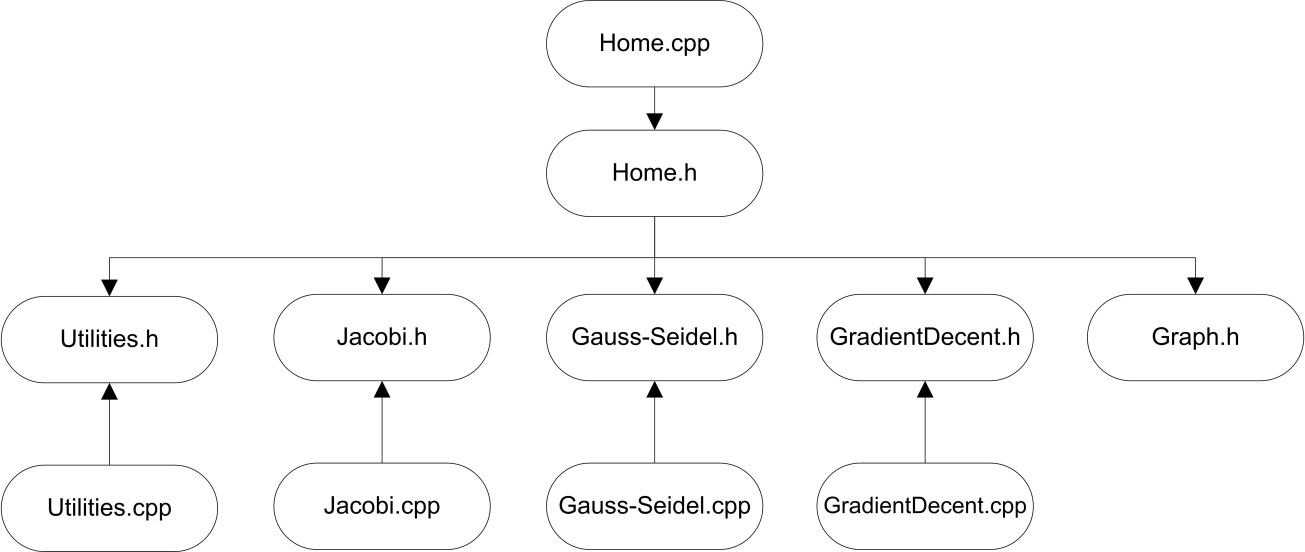 Home.cpp
Home.h
Utilities.h
Jacobi.h
Gauss-Seidel.h
GradientDecent.h
Graph.h
Utilities.cpp
Jacobi.cpp
Gauss-Seidel.cpp
GradientDecent.cpp